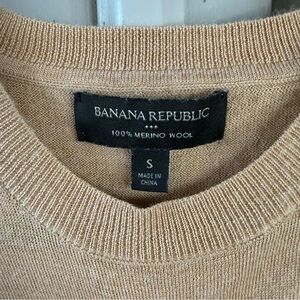 BANANA REPUBLIC
100% MERINO WOOL
S
MADE IN
CHINA